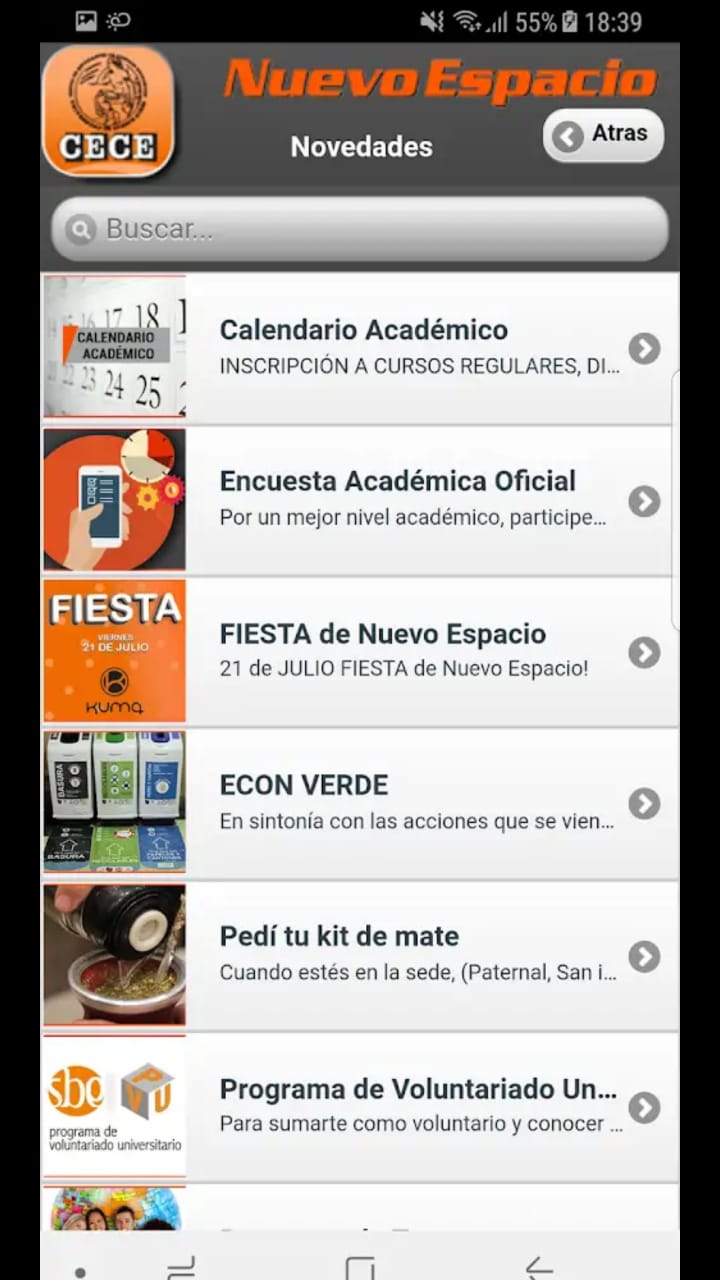 55% 18:39
Nuevo Espacio
CECE
Novedades
Atras
Buscar...
16 17 18
CALENDARIO
ACADÉMICO
22 23 24 25
Calendario Académico
INSCRIPCIÓN A CURSOS REGULARES, DI...
Encuesta Académica Oficial
Por un mejor nivel académico, participe...
FIESTA
VIERNES
21 DE JULIO
KUMA
FIESTA de Nuevo Espacio
21 de JULIO FIESTA de Nuevo Espacio!
BASURA
BASURA
ECON VERDE
En sintonía con las acciones que se vien...
Pedí tu kit de mate
Cuando estés en la sede, (Paternal, San i...
sbe
PVU
programa de
voluntariado universitario
Programa de Voluntariado Un...
Para sumarte como voluntario y conocer ...